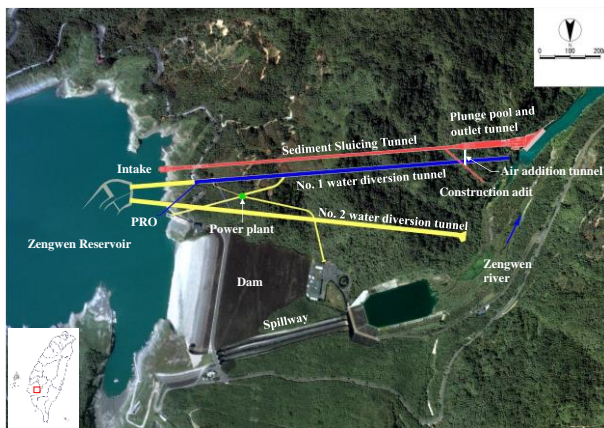 N
0 100 200
Plunge pool and
outlet tunnel
Sediment Sluicing Tunnel
Intake
Air addition tunnel
No. 1 water diversion tunnel
Construction adit
PRO
Power plant
No. 2 water diversion tunnel
Zengwen Reservoir
Zengwen
river
Dam
Spillway